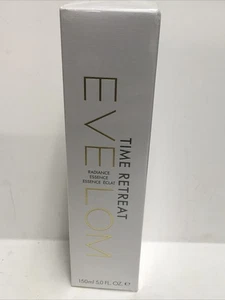 EVE LOM
TIME RETREAT
RADIANCE
ESSENCE
ESSENCE ÉCLAT
150ml 5.0 FL. OZ. ℮